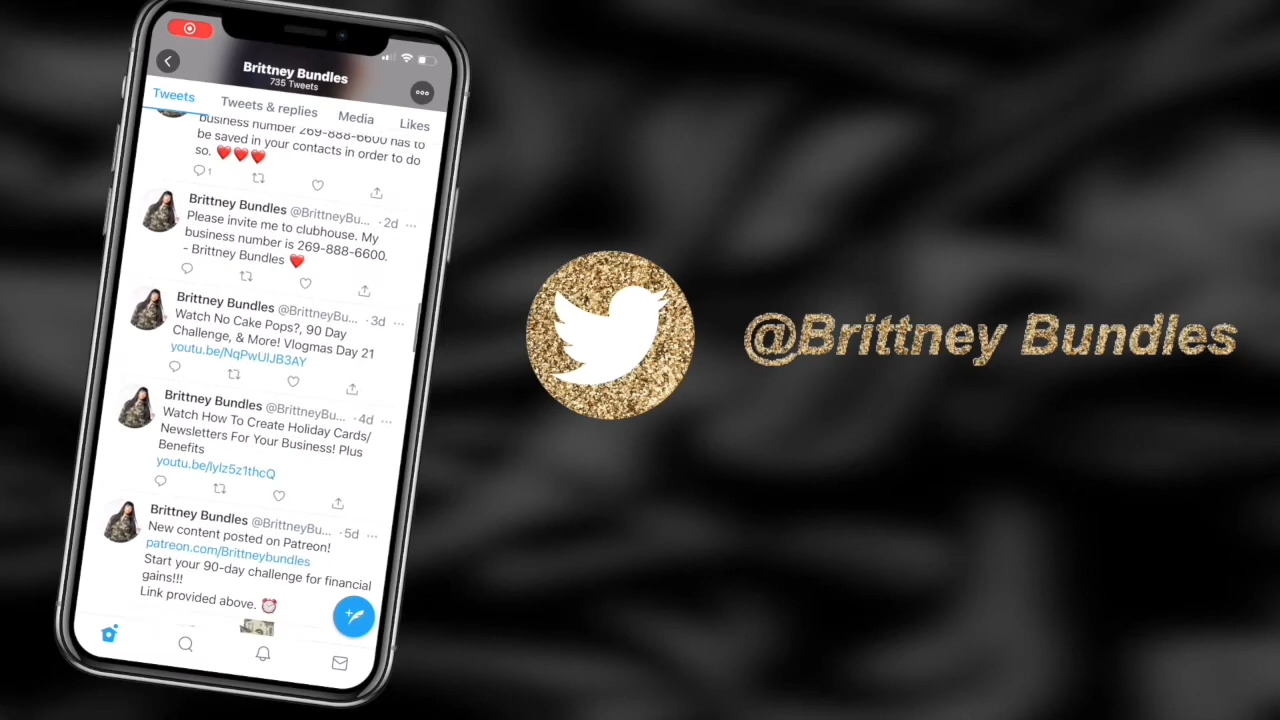 Brittney Bundles
735 Tweets
Tweets
Tweets & replies
Media
Likes
business number 269-888-6600 has to
be saved in your contacts in order to do
so. ❤️❤️❤️
1
Brittney Bundles @BrittneyBu... · 2d ...
Please invite me to clubhouse. My
business number is 269-888-6600.
- Brittney Bundles ❤️
Brittney Bundles @BrittneyBu... · 3d ...
Watch No Cake Pops?, 90 Day
Challenge, & More! Vlogmas Day 21
youtu.be/NqPwUIJB3AY
Brittney Bundles @BrittneyBu... · 4d ...
Watch How To Create Holiday Cards/
Newsletters For Your Business! Plus
Benefits
youtu.be/lylz5z1thcQ
Brittney Bundles @BrittneyBu... · 5d ...
New content posted on Patreon!
patreon.com/Brittneybundles
Start your 90-day challenge for financial
gains!!!
Link provided above. ⏰
@Brittney Bundles